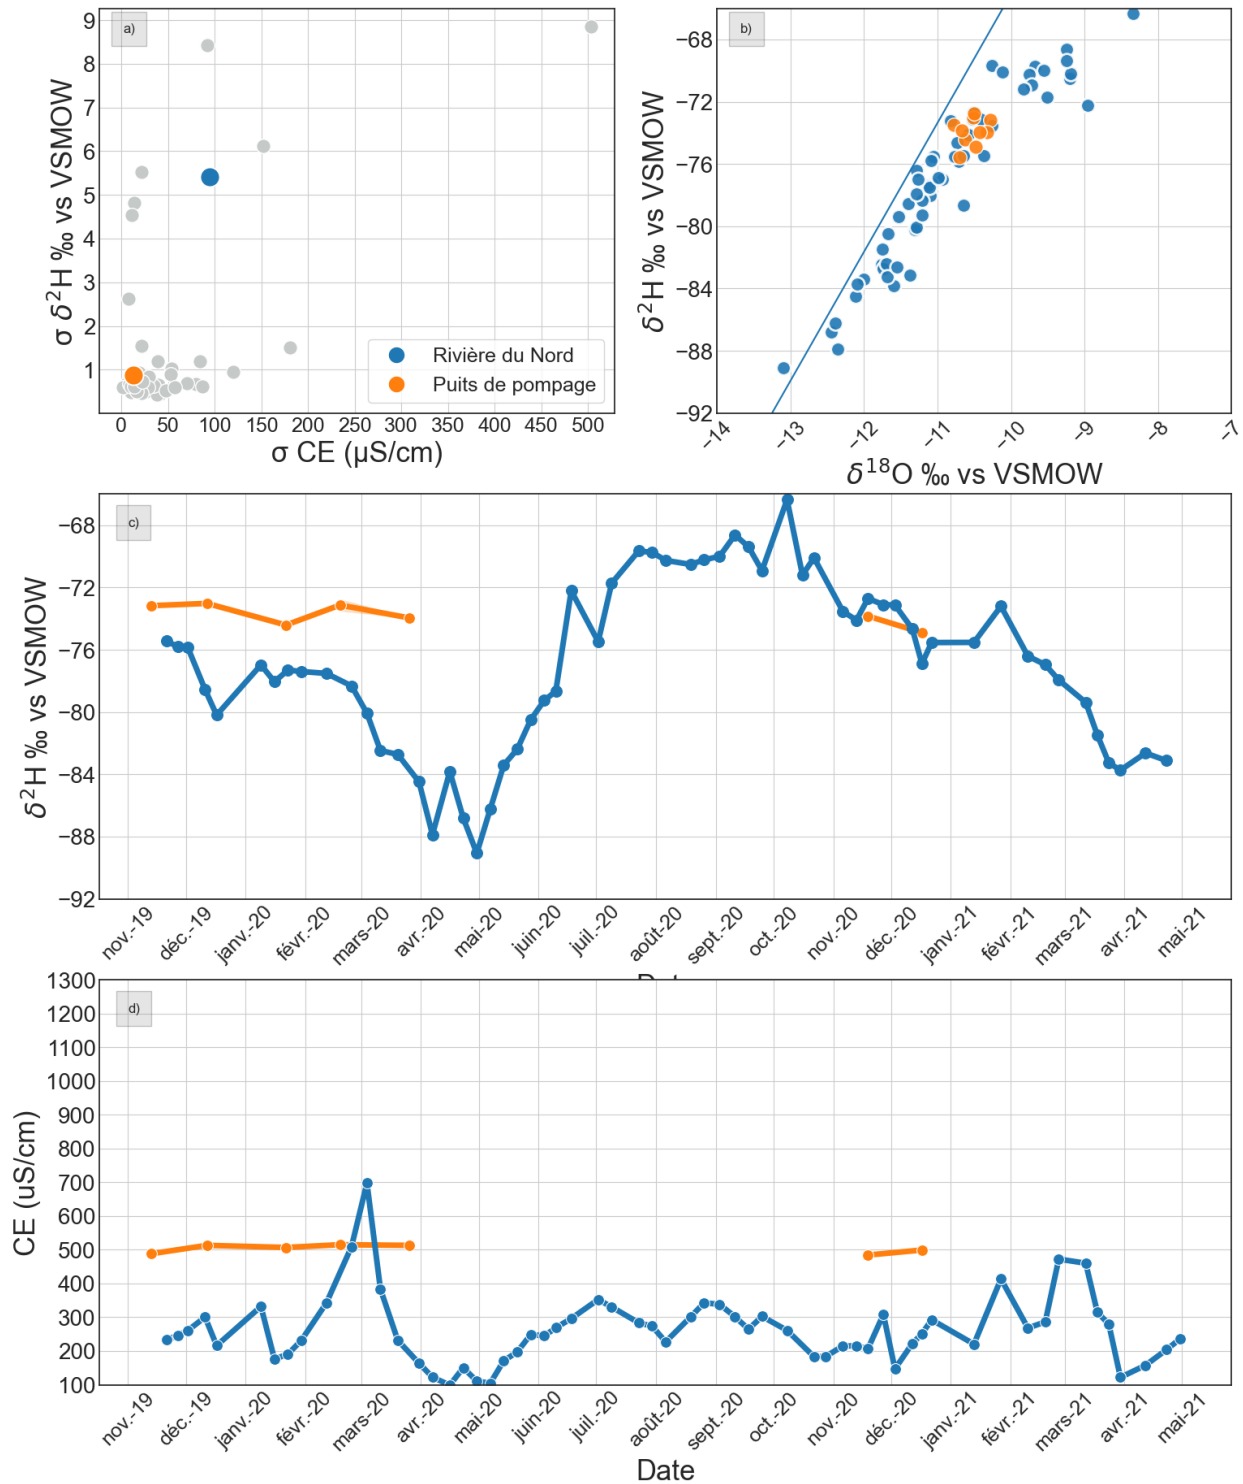 a)
9
8
7
6
5
4
3
2
1
σ δ²H ‰ vs VSMOW
0 50 100 150 200 250 300 350 400 450 500
σ CE (µS/cm)
Rivière du Nord
Puits de pompage
b)
−68
−72
−76
−80
−84
−88
−92
δ²H ‰ vs VSMOW
−14 −13 −12 −11 −10 −9 −8 −7
δ¹⁸O ‰ vs VSMOW
c)
−68
−72
−76
−80
−84
−88
−92
δ²H ‰ vs VSMOW
nov.-19 déc.-19 janv.-20 févr.-20 mars-20 avr.-20 mai-20 juin-20 juil.-20 août-20 sept.-20 oct.-20 nov.-20 déc.-20 janv.-21 févr.-21 mars-21 avr.-21 mai-21
d)
1300
1200
1100
1000
900
800
700
600
500
400
300
200
100
CE (uS/cm)
nov.-19 déc.-19 janv.-20 févr.-20 mars-20 avr.-20 mai-20 juin-20 juil.-20 août-20 sept.-20 oct.-20 nov.-20 déc.-20 janv.-21 févr.-21 mars-21 avr.-21 mai-21
Date